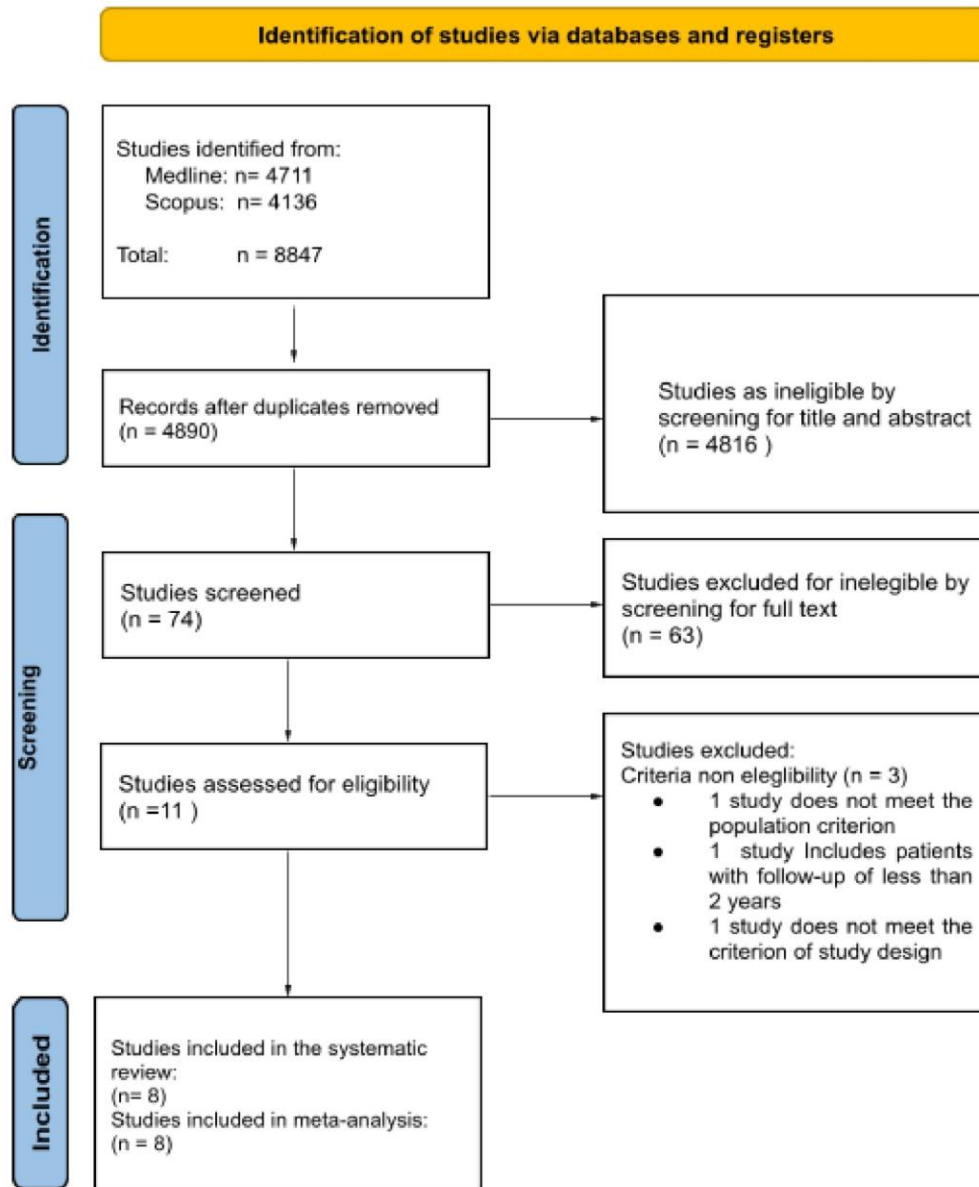 Identification of studies via databases and registers
Identification
Studies identified from:
Medline: n= 4711
Scopus: n= 4136
Total: n = 8847
Records after duplicates removed
(n = 4890)
Studies as ineligible by
screening for title and abstract
(n = 4816 )
Screening
Studies screened
(n = 74)
Studies excluded for inelegible by
screening for full text
(n = 63)
Studies assessed for eligibility
(n =11 )
Studies excluded:
Criteria non eleglibility (n = 3)
● 1 study does not meet the
population criterion
● 1 study Includes patients
with follow-up of less than
2 years
● 1 study does not meet the
criterion of study design
Included
Studies included in the systematic
review:
(n= 8)
Studies included in meta-analysis:
(n = 8)